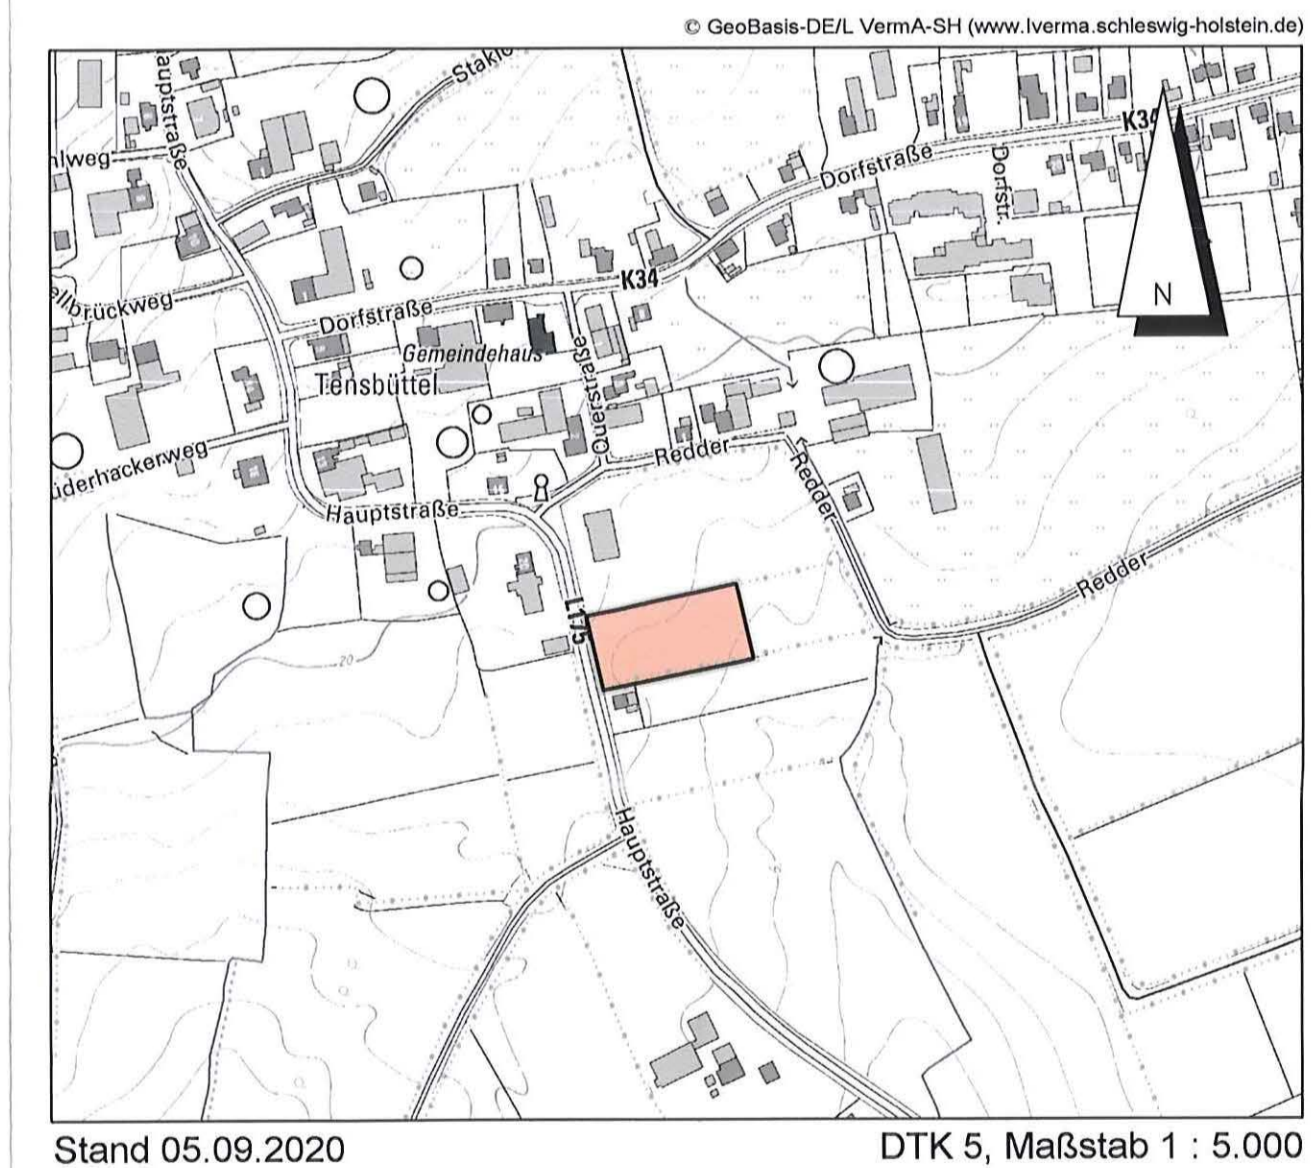 © GeoBasis-DE/L VermA-SH (www.lverma.schleswig-holstein.de)
auptstraße
K34
Dorfstraße
Dorfstr.
N
K34
Dorfstraße
Gemeindehaus
Tensbüttel
Querstraße
Redder
Redder
Hauptstraße
Redder
L175
20
Hauptstraße
Stand 05.09.2020
DTK 5, Maßstab 1 : 5.000